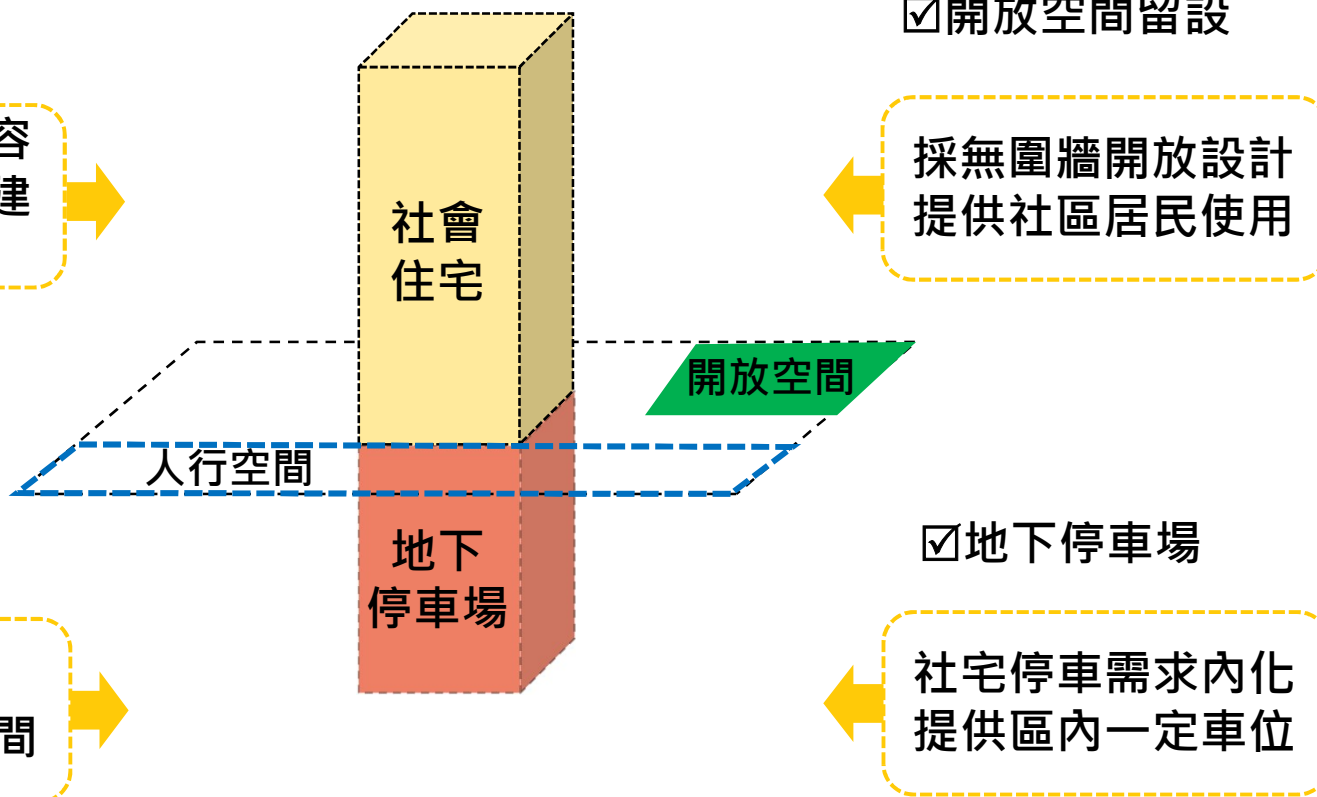 ☑開放空間留設
容
建
採無圍牆開放設計
提供社區居民使用
社會
住宅
開放空間
人行空間
地下
停車場
☑地下停車場
間
社宅停車需求內化
提供區內一定車位